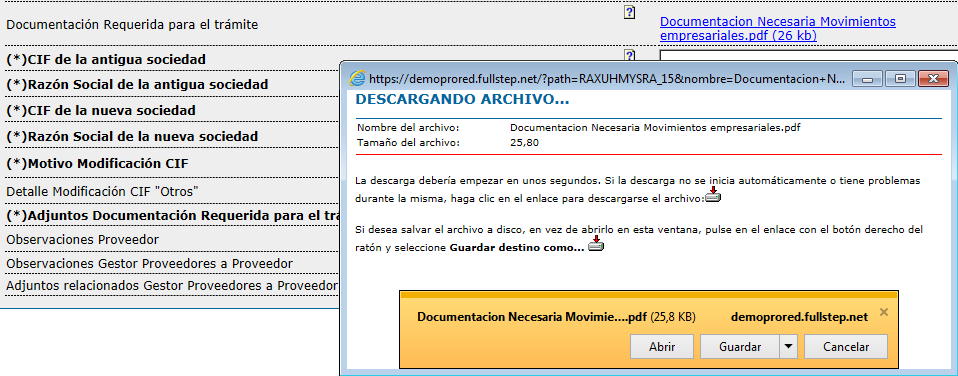 Documentación Requerida para el trámite
Documentacion Necesaria Movimientos
empresariales.pdf (26 kb)
(*)CIF de la antigua sociedad
(*)Razón Social de la antigua sociedad
(*)CIF de la nueva sociedad
(*)Razón Social de la nueva sociedad
(*)Motivo Modificación CIF
Detalle Modificación CIF "Otros"
(*)Adjuntos Documentación Requerida para el trá
Observaciones Proveedor
Observaciones Gestor Proveedores a Proveedor
Adjuntos relacionados Gestor Proveedores a Proveedor
https://demoprored.fullstep.net/?path=RAXUHMYSRA_15&nombre=Documentacion+N...
DESCARGANDO ARCHIVO...
Nombre del archivo: Documentacion Necesaria Movimientos empresariales.pdf
Tamaño del archivo: 25,80
La descarga debería empezar en unos segundos. Si la descarga no se inicia automáticamente o tiene problemas
durante la misma, haga clic en el enlace para descargarse el archivo:
Si desea salvar el archivo a disco, en vez de abrirlo en esta ventana, pulse en el enlace con el botón derecho del
ratón y seleccione Guardar destino como...
Documentacion Necesaria Movimie....pdf (25,8 KB) demoprored.fullstep.net
Abrir Guardar Cancelar